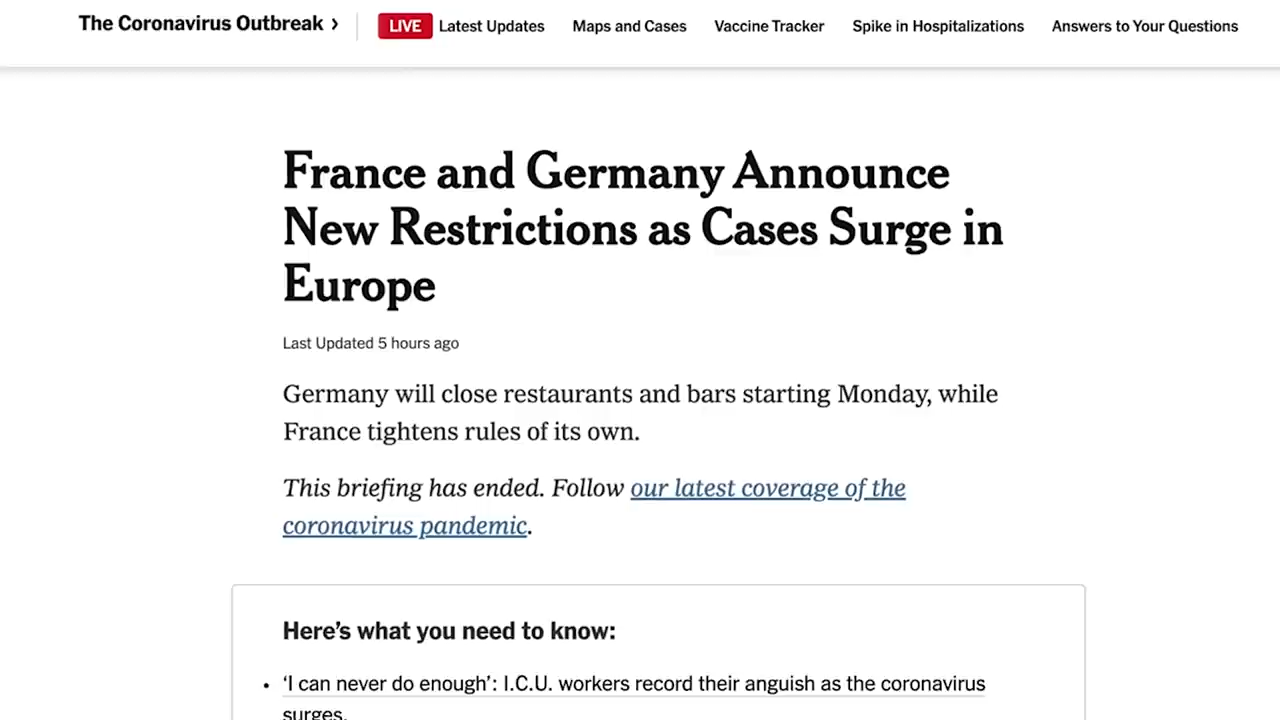 The Coronavirus Outbreak › LIVE Latest Updates Maps and Cases Vaccine Tracker Spike in Hospitalizations Answers to Your Questions
France and Germany Announce
New Restrictions as Cases Surge in
Europe
Last Updated 5 hours ago
Germany will close restaurants and bars starting Monday, while
France tightens rules of its own.
This briefing has ended. Follow our latest coverage of the
coronavirus pandemic.
Here’s what you need to know:
• ‘I can never do enough’: I.C.U. workers record their anguish as the coronavirus
surges.